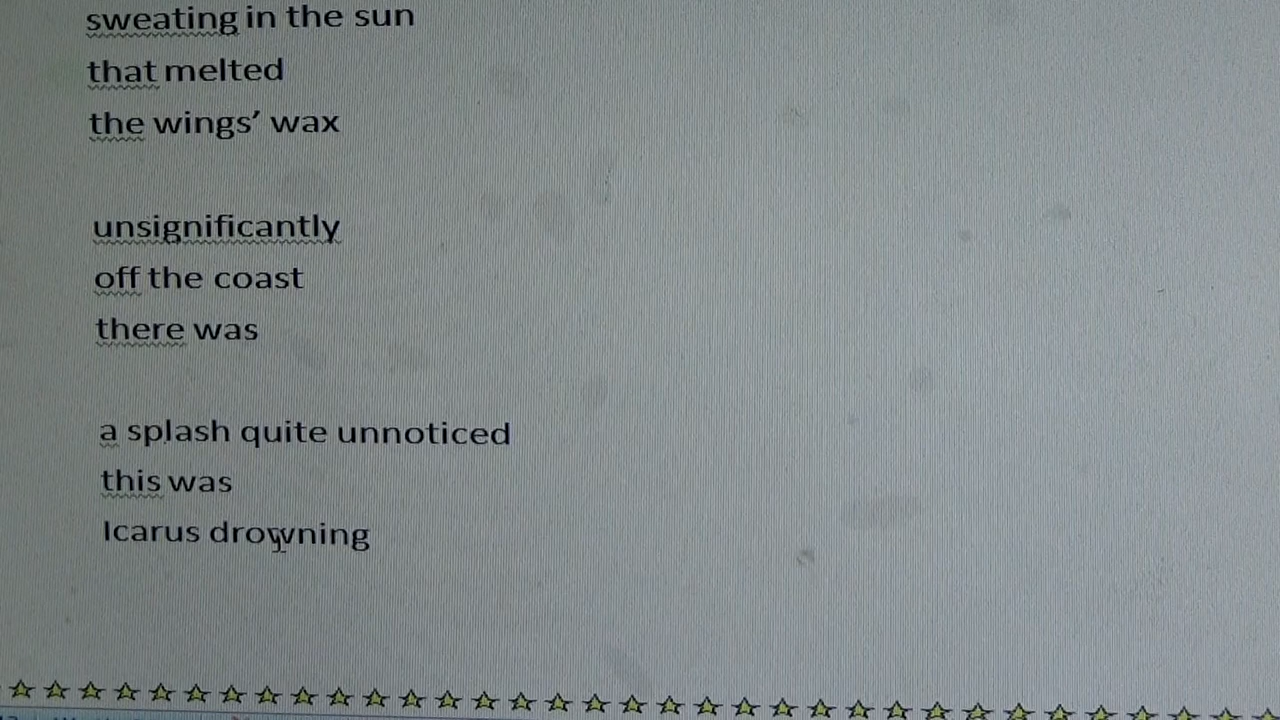 sweating in the sun
that melted
the wings’ wax
unsignificantly
off the coast
there was
a splash quite unnoticed
this was
Icarus drowning